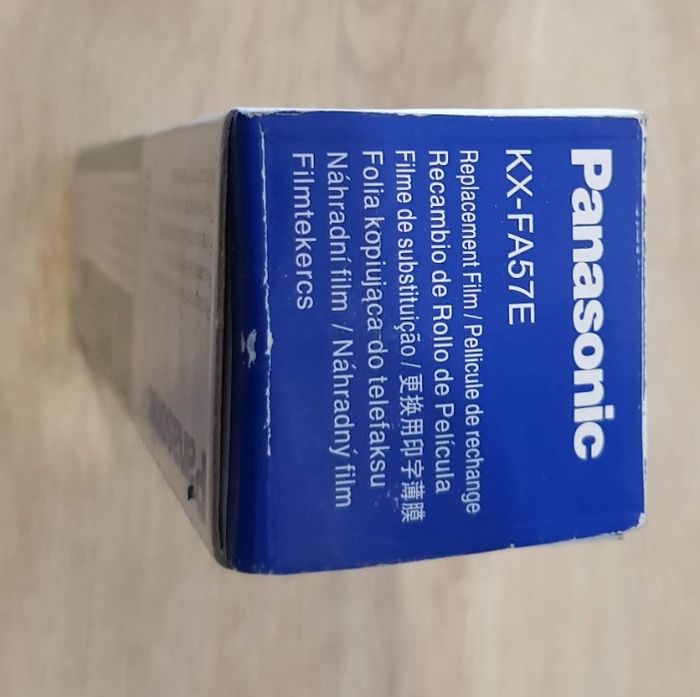 Panasonic
KX-FA57E
Replacement Film / Pellicule de rechange
Recambio de Rollo de Película
Filme de substituição / 更换用印字薄膜
Folia kopiująca do telefaksu
Náhradní film / Náhradný film
Filmtekercs
Panasonic